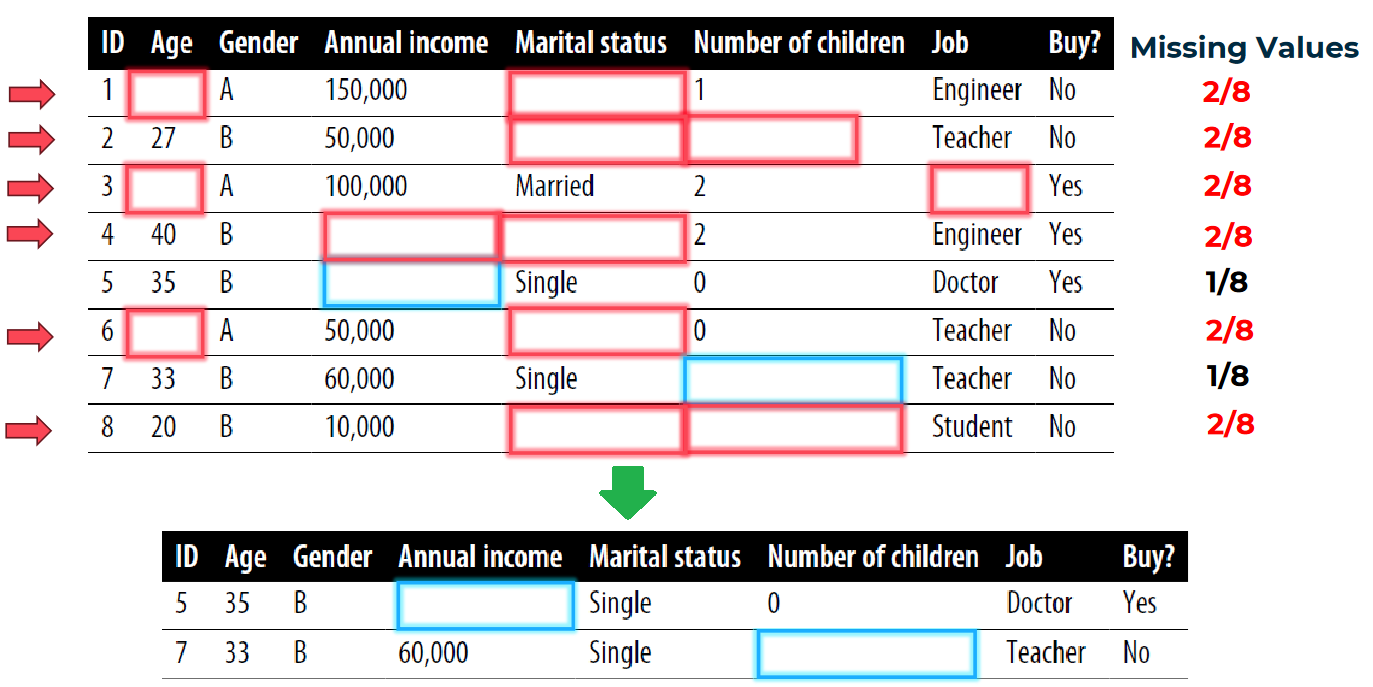 ID Age Gender Annual income Marital status Number of children Job Buy? Missing Values
1 A 150,000 1 Engineer No 2/8
2 27 B 50,000 Teacher No 2/8
3 A 100,000 Married 2 Yes 2/8
4 40 B 2 Engineer Yes 2/8
5 35 B Single 0 Doctor Yes 1/8
6 A 50,000 0 Teacher No 2/8
7 33 B 60,000 Single Teacher No 1/8
8 20 B 10,000 Student No 2/8
ID Age Gender Annual income Marital status Number of children Job Buy?
5 35 B Single 0 Doctor Yes
7 33 B 60,000 Single Teacher No